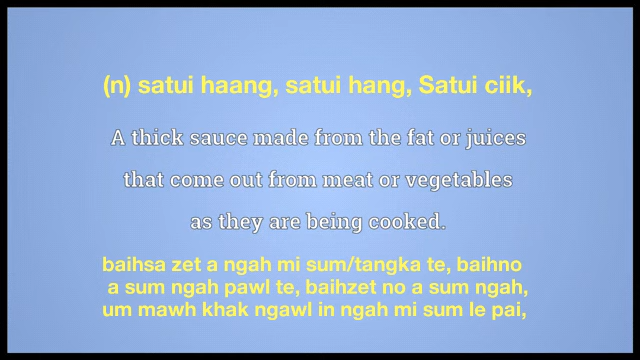 (n) satui haang, satui hang, Satui ciik,
A thick sauce made from the fat or juices
that come out from meat or vegetables
as they are being cooked.
baihsa zet a ngah mi sum/tangka te, baihno
a sum ngah pawl te, baihzet no a sum ngah,
um mawh khak ngawl in ngah mi sum le pai,